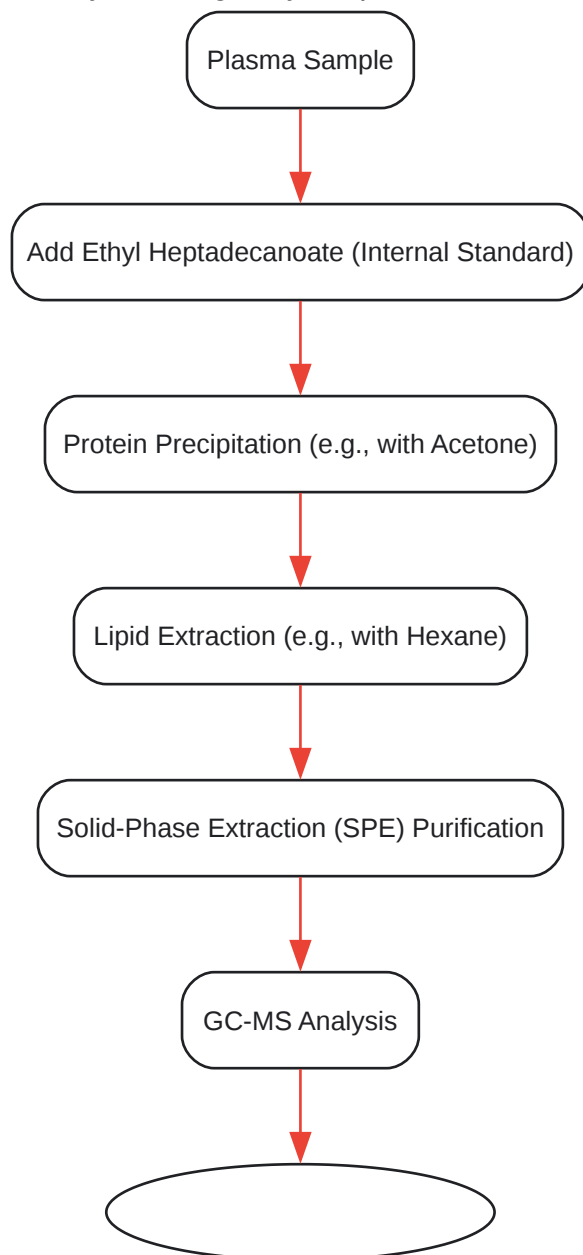 Plasma Sample
Add Ethyl Heptadecanoate (Internal Standard)
Protein Precipitation (e.g., with Acetone)
Lipid Extraction (e.g., with Hexane)
Solid-Phase Extraction (SPE) Purification
GC-MS Analysis